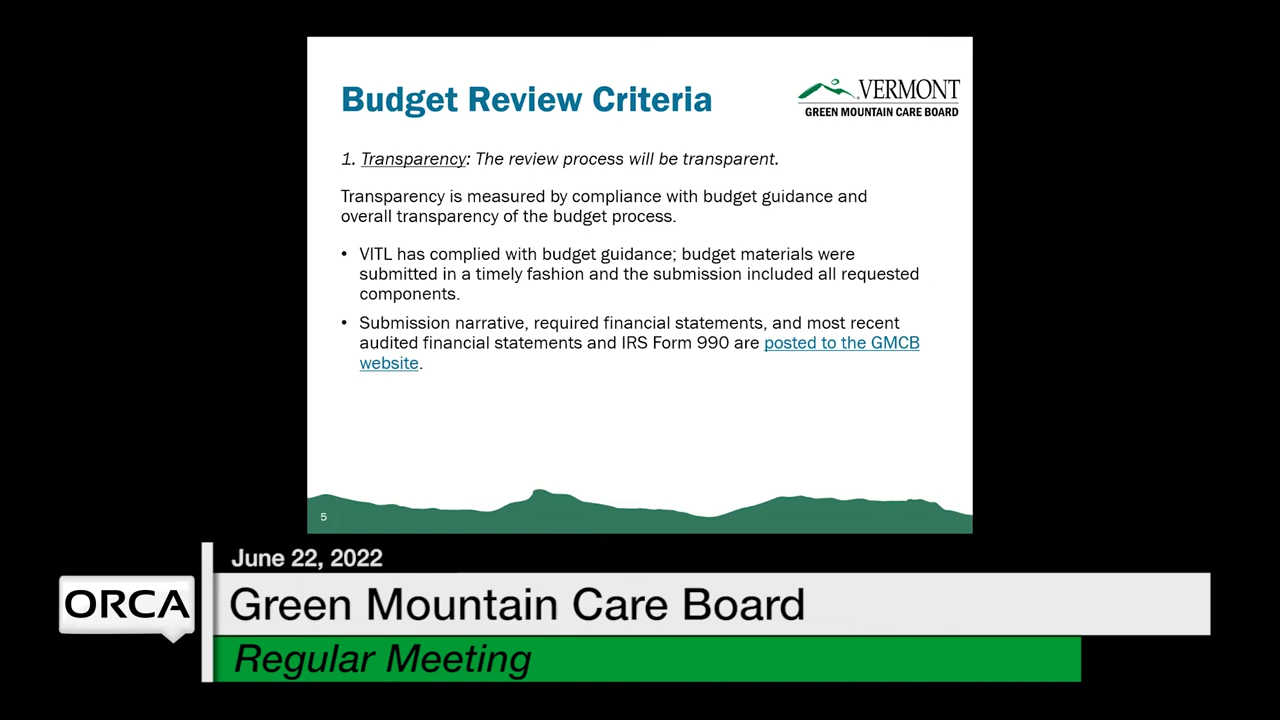 Budget Review Criteria
VERMONT
GREEN MOUNTAIN CARE BOARD
1. Transparency: The review process will be transparent.
Transparency is measured by compliance with budget guidance and
overall transparency of the budget process.
• VITL has complied with budget guidance; budget materials were
submitted in a timely fashion and the submission included all requested
components.
• Submission narrative, required financial statements, and most recent
audited financial statements and IRS Form 990 are posted to the GMCB
website.
5
June 22, 2022
ORCA
Green Mountain Care Board
Regular Meeting